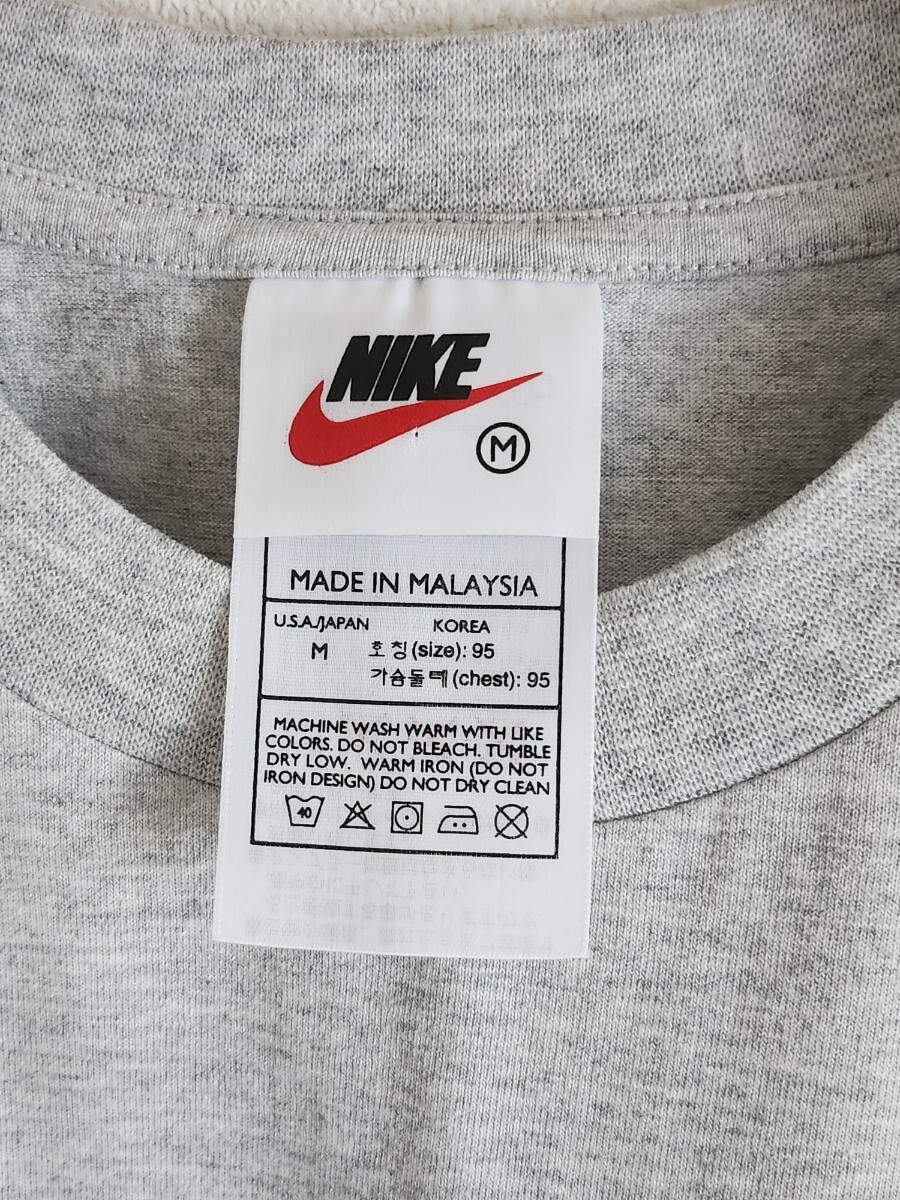 NIKE
M
MADE IN MALAYSIA
U.S.A./JAPAN KOREA
M 호칭(size): 95
가슴둘레(chest): 95
MACHINE WASH WARM WITH LIKE
COLORS. DO NOT BLEACH. TUMBLE
DRY LOW. WARM IRON (DO NOT
IRON DESIGN) DO NOT DRY CLEAN
40